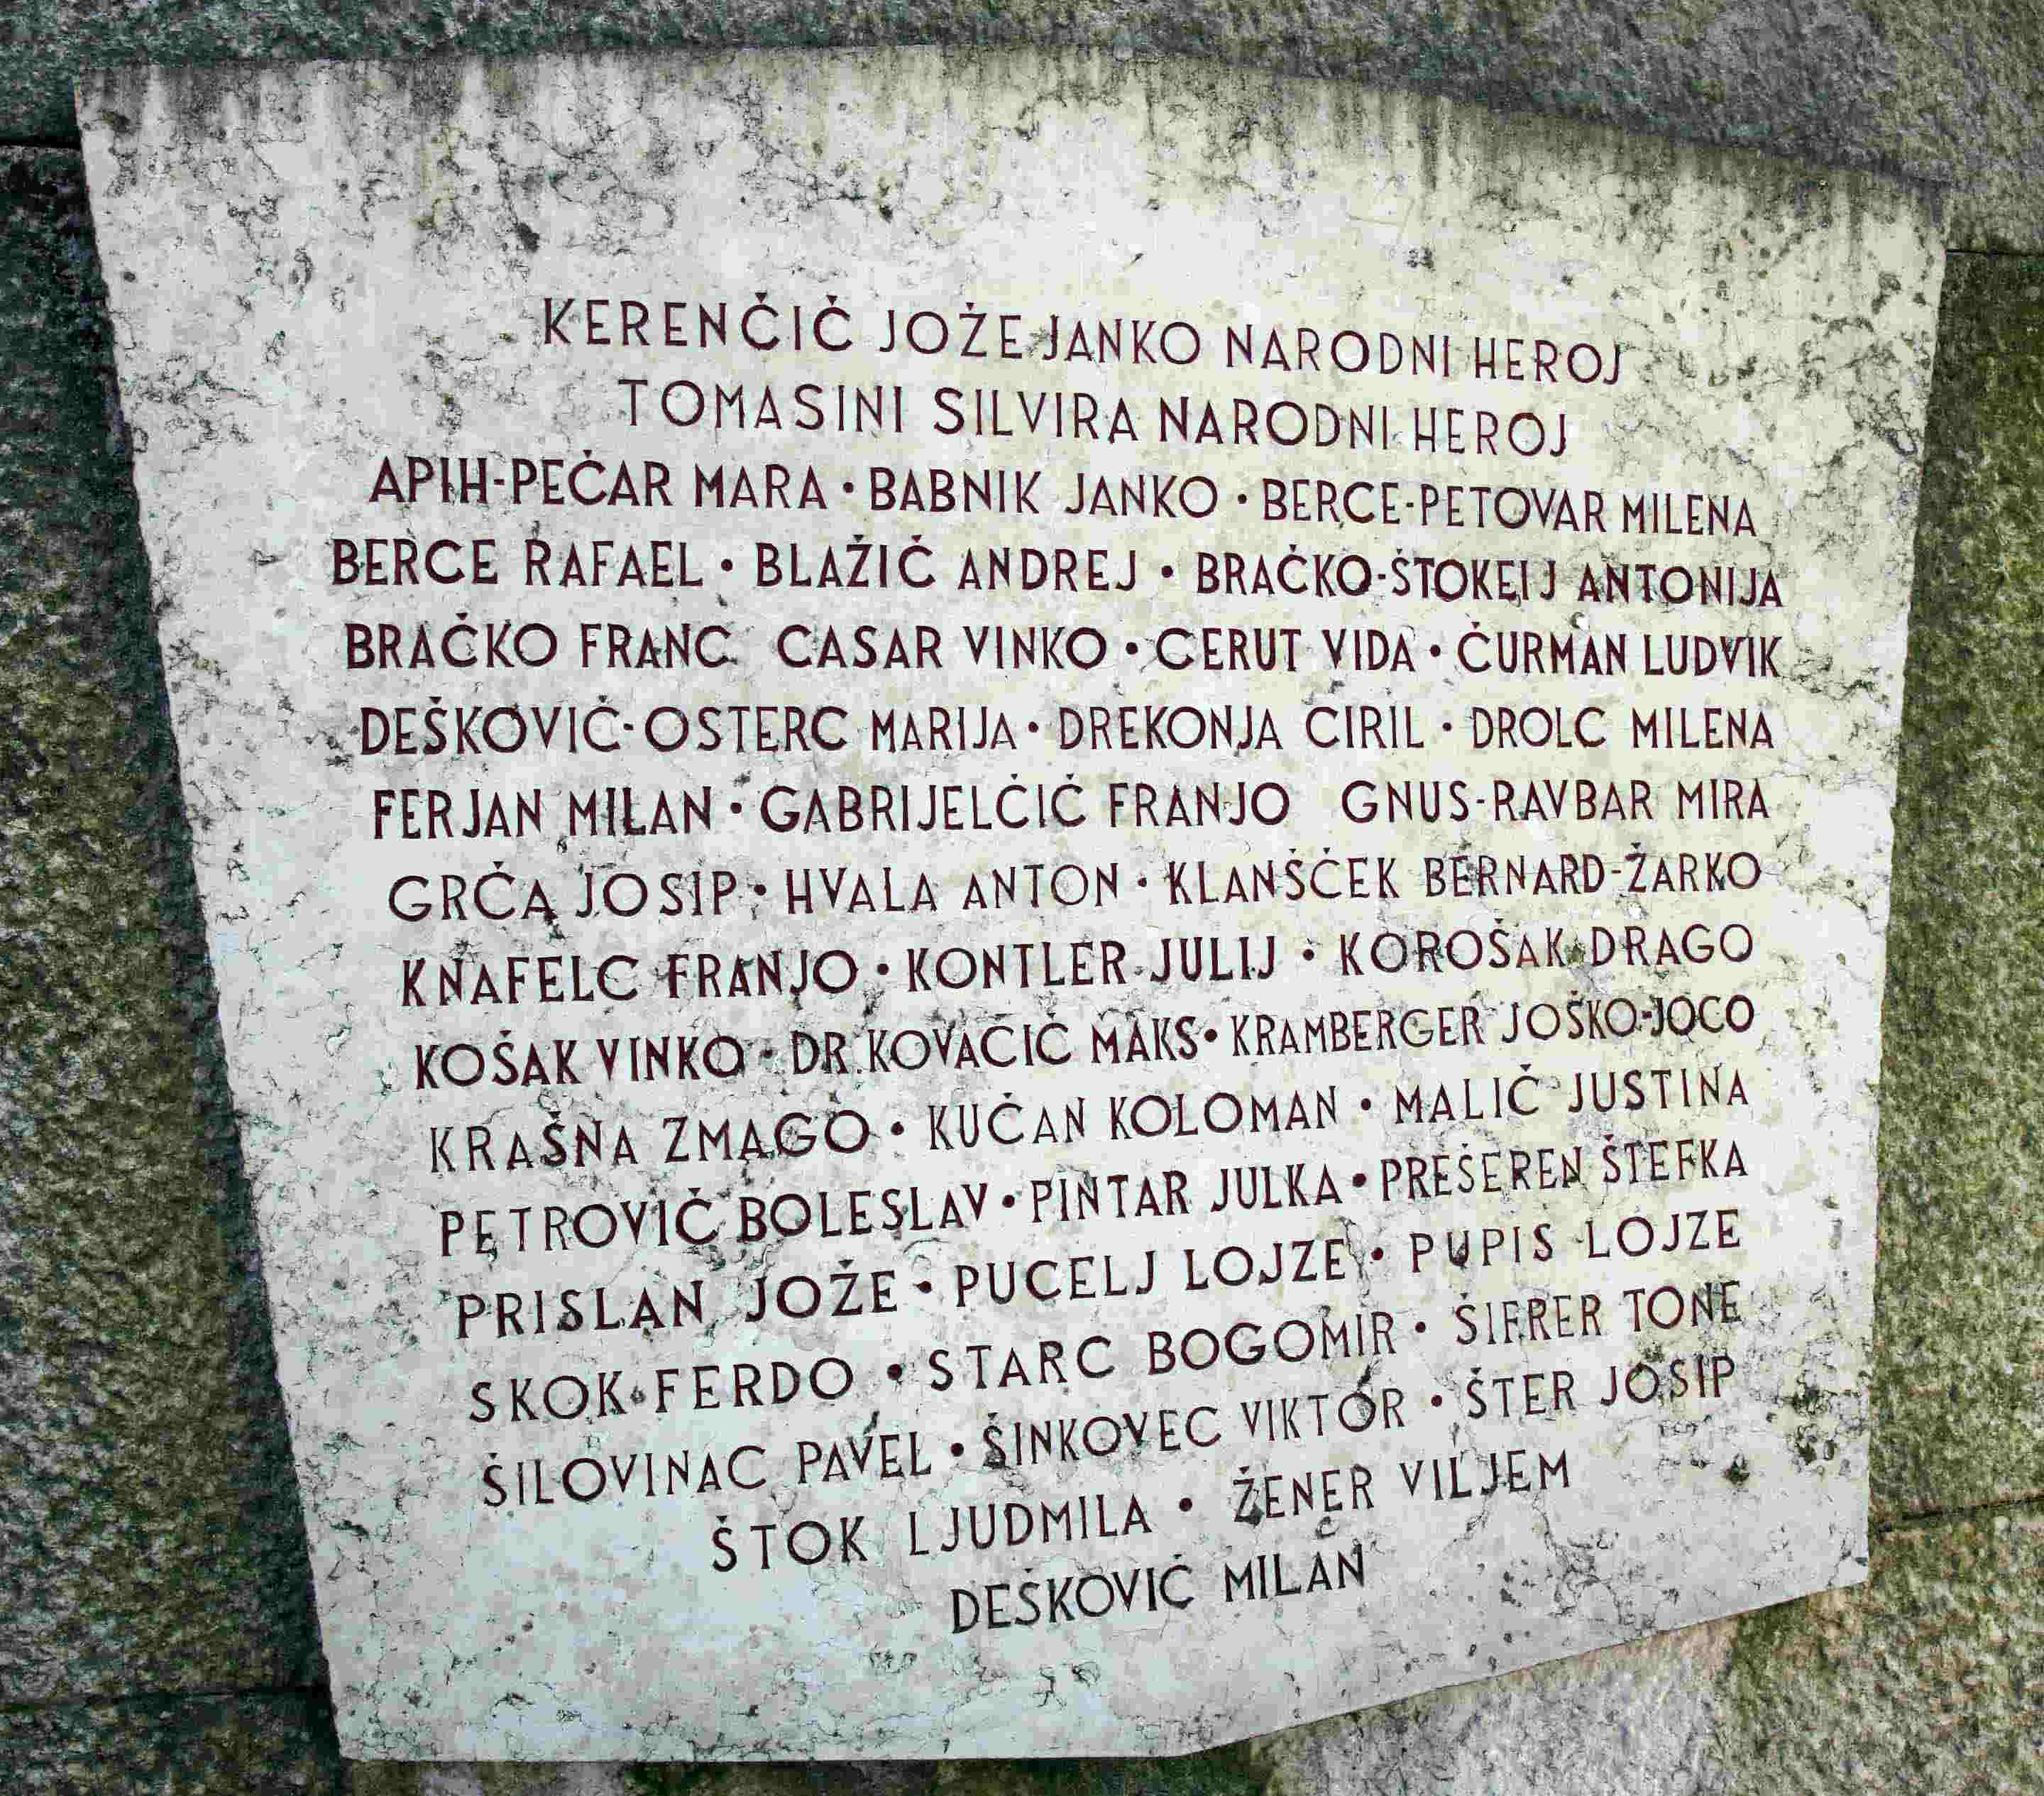 KERENČIČ JOŽE-JANKO NARODNI HEROJ
TOMASINI SILVIRA NARODNI HEROJ
APIH-PEČAR MARA • BABNIK JANKO • BERCE-PETOVAR MILENA
BERCE RAFAEL • BLAŽIČ ANDREJ • BRAČKO-ŠTOKELJ ANTONIJA
BRAČKO FRANC CASAR VINKO • CERUT VIDA • ČURMAN LUDVIK
DEŠKOVIČ-OSTERC MARIJA • DREKONJA CIRIL • DROLC MILENA
FERJAN MILAN • GABRIJELČIČ FRANJO GNUS-RAVBAR MIRA
GRČA JOSIP • HVALA ANTON • KLANŠČEK BERNARD-ŽARKO
KNAFELC FRANJO • KONTLER JULIJ • KOROŠAK DRAGO
KOŠAK VINKO • DR. KOVAČIČ MAKS • KRAMBERGER JOŠKO-JOCO
KRAŠNA ZMAGO • KUČAN KOLOMAN • MALIČ JUSTINA
PETROVIČ BOLESLAV • PINTAR JULKA • PREŠEREN ŠTEFKA
PRISLAN JOŽE • PUCELJ LOJZE • PUPIS LOJZE
SKOK FERDO • STARC BOGOMIR • ŠIFRER TONE
ŠILOVINAC PAVEL • ŠINKOVEC VIKTOR • ŠTER JOSIP
ŠTOK LJUDMILA • ŽENER VILJEM
DEŠKOVIČ MILAN